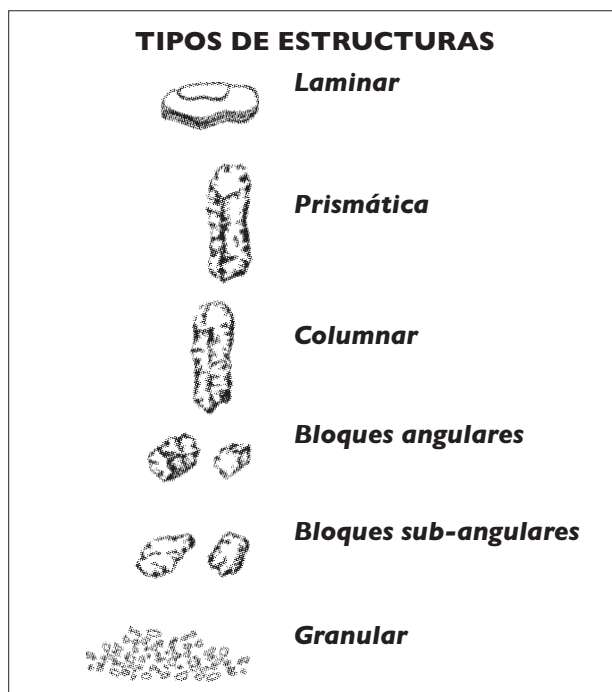 TIPOS DE ESTRUCTURAS
Laminar
Prismática
Columnar
Bloques angulares
Bloques sub-angulares
Granular